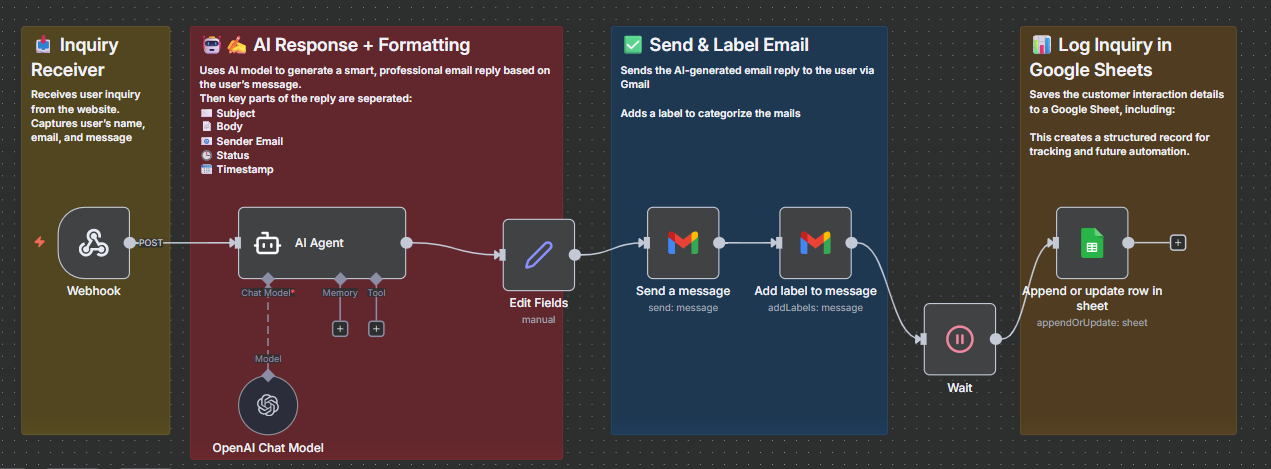 📥 Inquiry
Receiver
Receives user inquiry
from the website.
Captures user's name,
email, and message
POST
Webhook
🤖✍️ AI Response + Formatting
Uses AI model to generate a smart, professional email reply based on
the user's message.
Then key parts of the reply are seperated:
Subject
Body
Sender Email
Status
Timestamp
AI Agent
Chat Model*
Memory
Tool
Model
OpenAI Chat Model
Edit Fields
manual
✅ Send & Label Email
Sends the AI-generated email reply to the user via
Gmail
Adds a label to categorize the mails
Send a message
send: message
Add label to message
addLabels: message
Wait
📊 Log Inquiry in
Google Sheets
Saves the customer interaction details
to a Google Sheet, including:
This creates a structured record for
tracking and future automation.
Append or update row in
sheet
appendOrUpdate: sheet